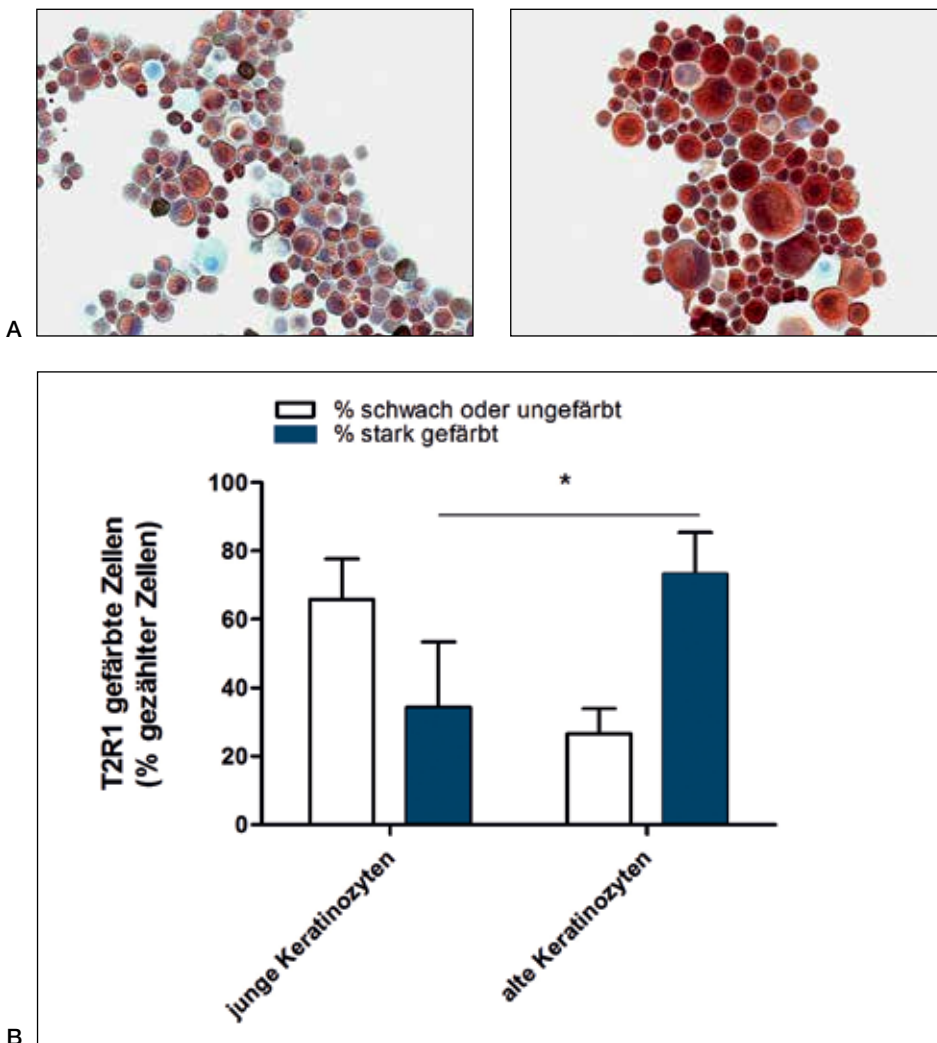 A
% schwach oder ungefärbt
% stark gefärbt
*
T2R1 gefärbte Zellen
(% gezählter Zellen)
100
80
60
40
20
0
junge Keratinozyten
alte Keratinozyten
B